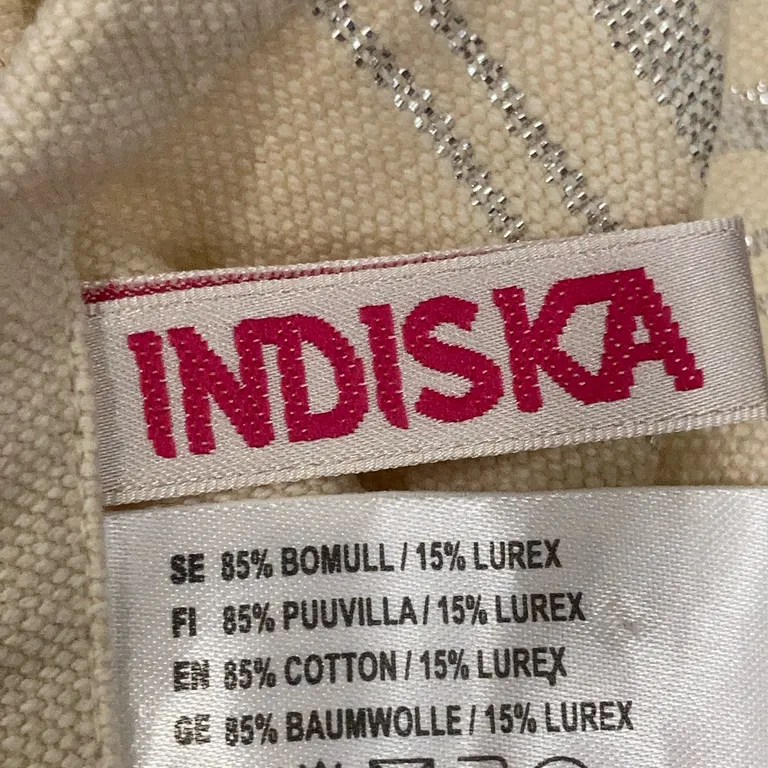 INDISKA
SE 85% BOMULL / 15% LUREX
FI 85% PUUVILLA / 15% LUREX
EN 85% COTTON / 15% LUREX
GE 85% BAUMWOLLE / 15% LUREX